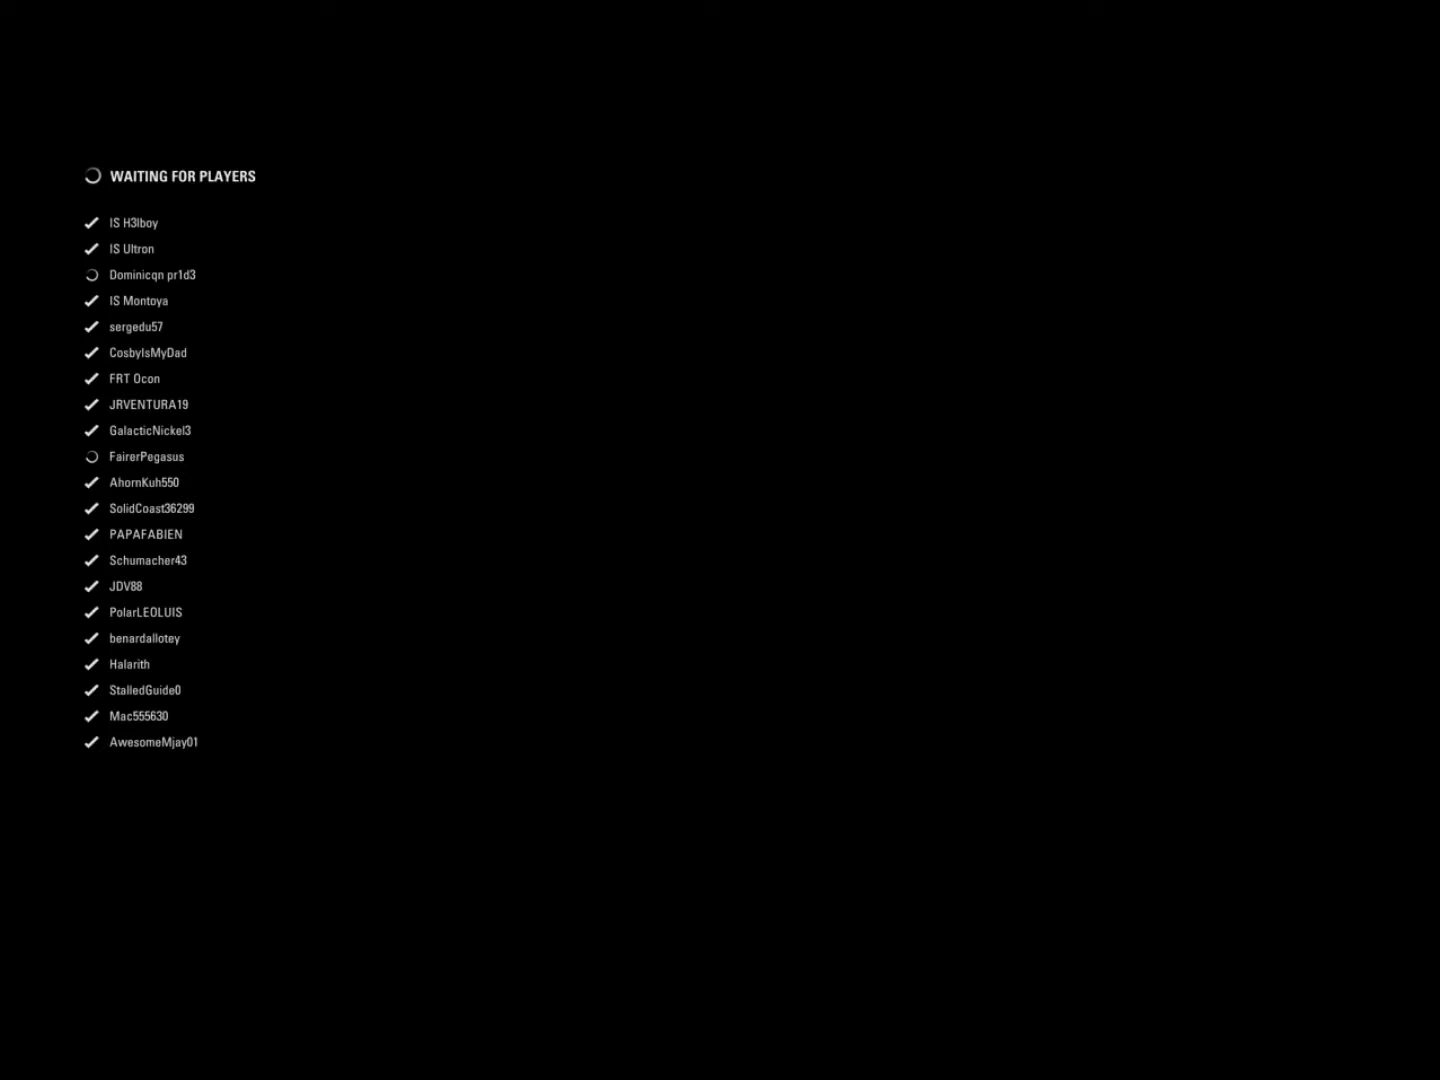 WAITING FOR PLAYERS
IS H3lboy
IS Ultron
Dominicqn pr1d3
IS Montoya
sergedu57
CosbyIsMyDad
FRT Ocon
JRVENTURA19
GalacticNickel3
FairerPegasus
AhornKuh550
SolidCoast36299
PAPAFABIEN
Schumacher43
JDV88
PolarLEOLUIS
benardallotey
Halarith
StalledGuide0
Mac555630
AwesomeMjay01